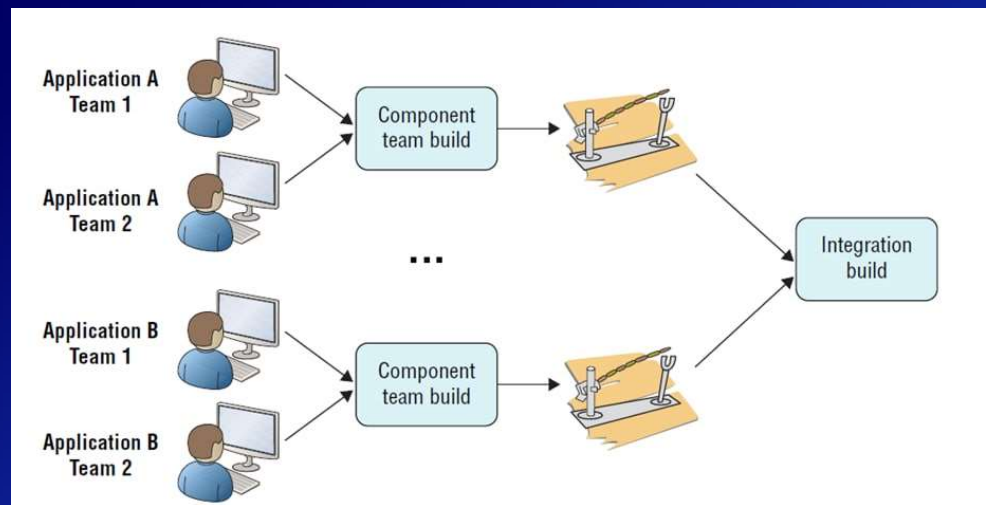 Application A
Team 1
Component
team build
Application A
Team 2
Integration
build
...
Application B
Team 1
Component
team build
Application B
Team 2